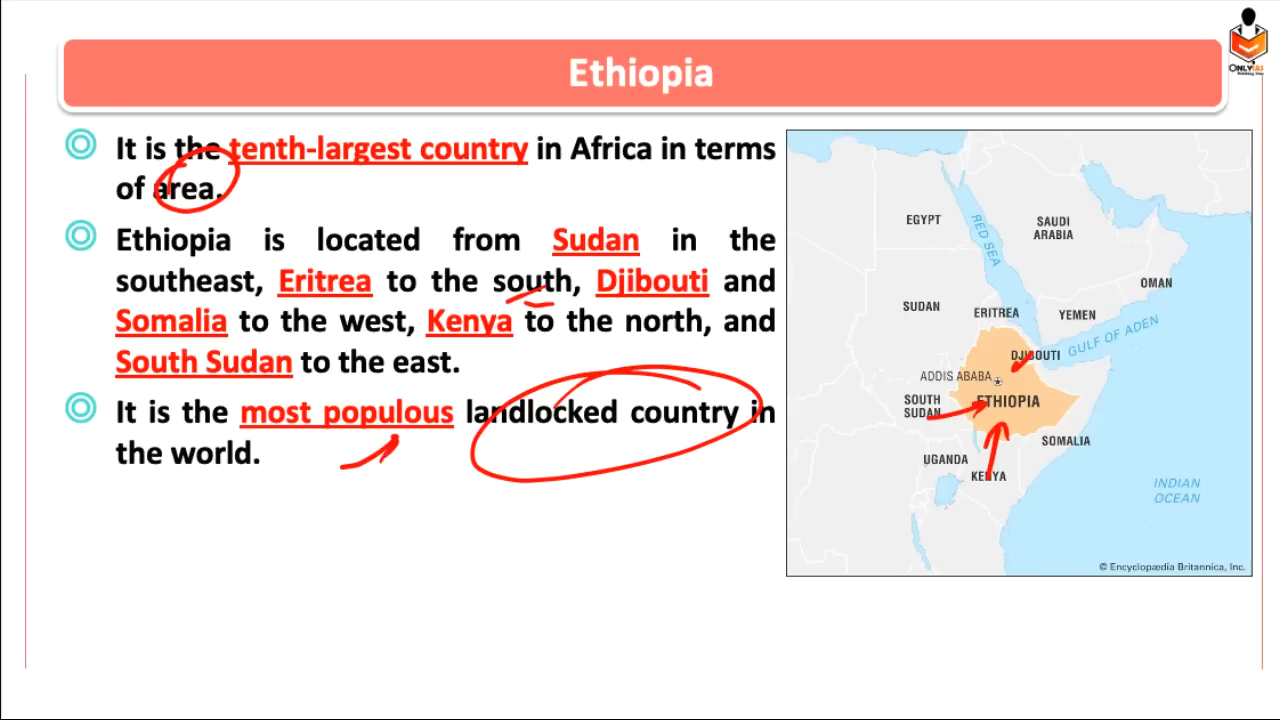 Ethiopia
ONLYIAS
It is the tenth-largest country in Africa in terms
of area.
Ethiopia is located from Sudan in the
southeast, Eritrea to the south, Djibouti and
Somalia to the west, Kenya to the north, and
South Sudan to the east.
It is the most populous landlocked country in
the world.
EGYPT
RED SEA
SAUDI
ARABIA
OMAN
SUDAN
ERITREA
YEMEN
GULF OF ADEN
DJIBOUTI
ADDIS ABABA
SOUTH
SUDAN
ETHIOPIA
SOMALIA
UGANDA
KENYA
INDIAN
OCEAN
© Encyclopædia Britannica, Inc.